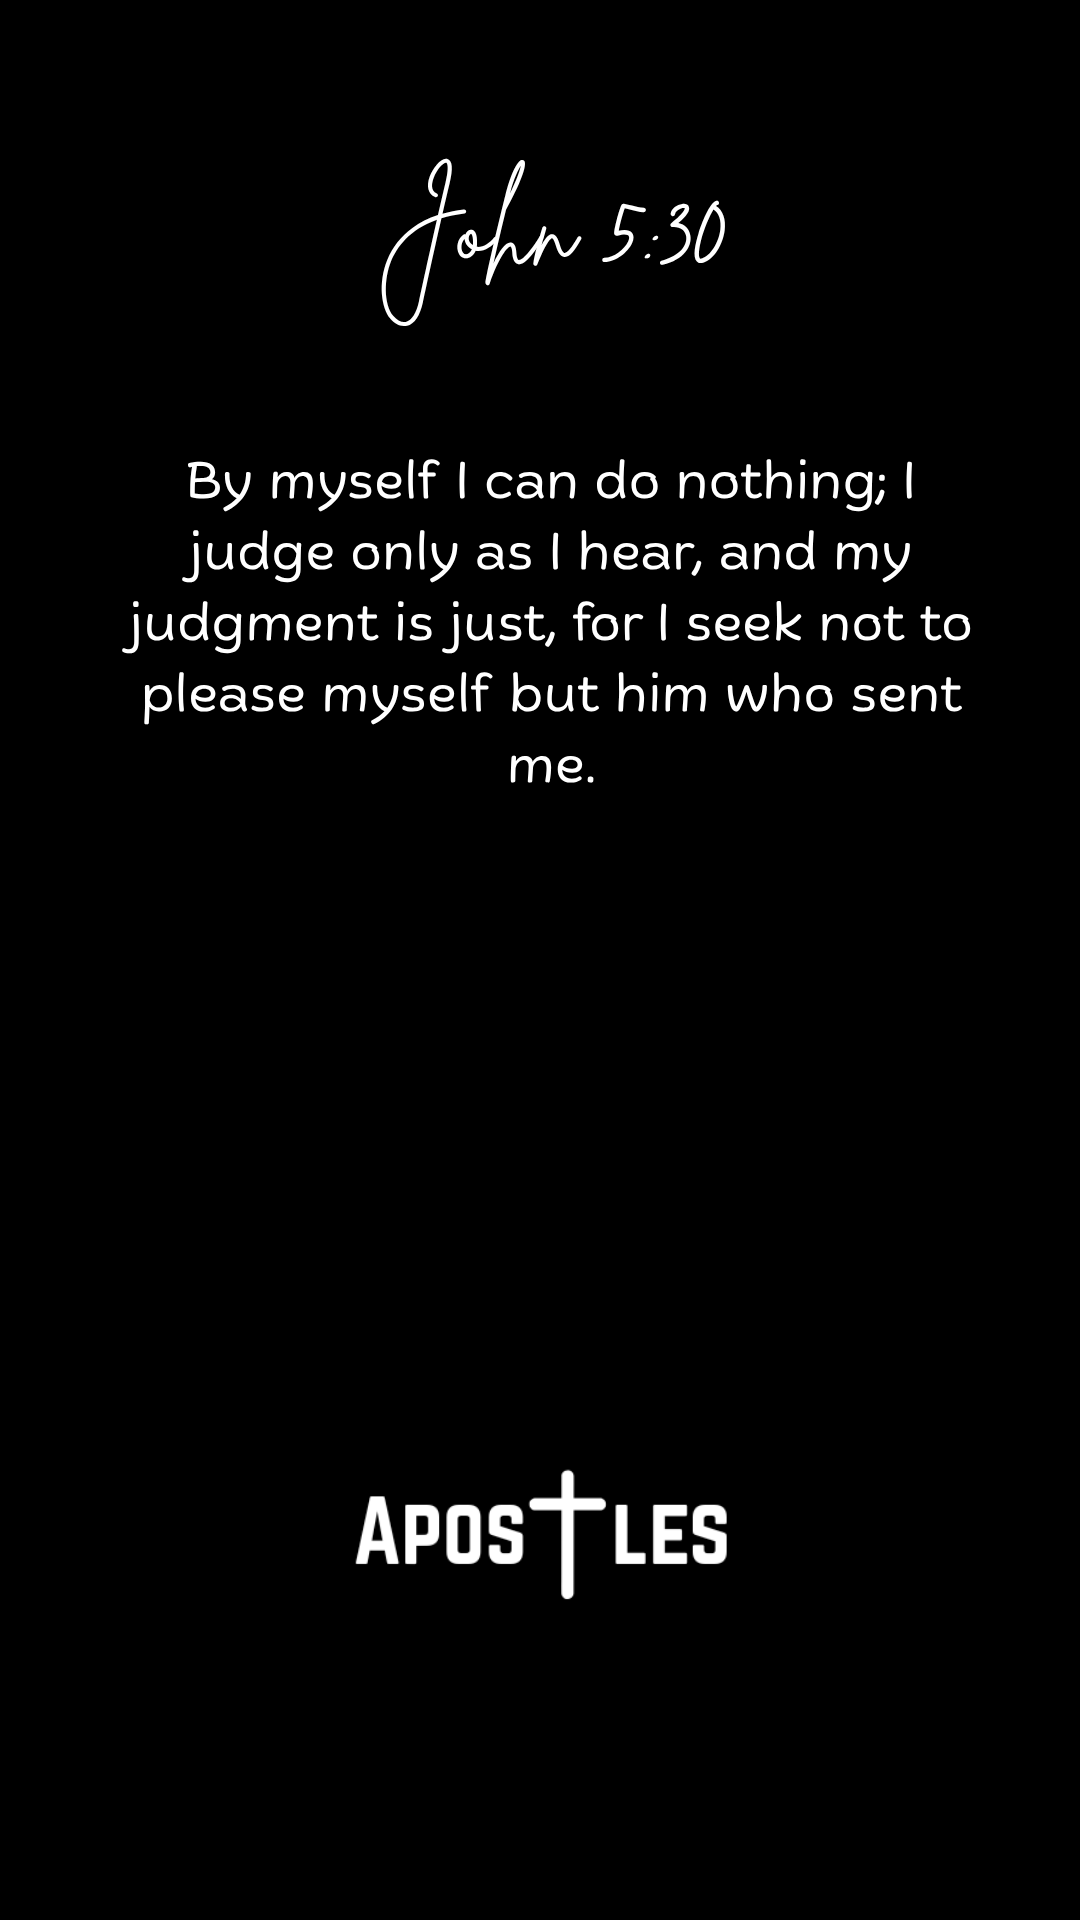 John 5:30
By myself I can do nothing; I
judge only as I hear, and my
judgment is just, for I seek not to
please myself but him who sent
me.
Apostles